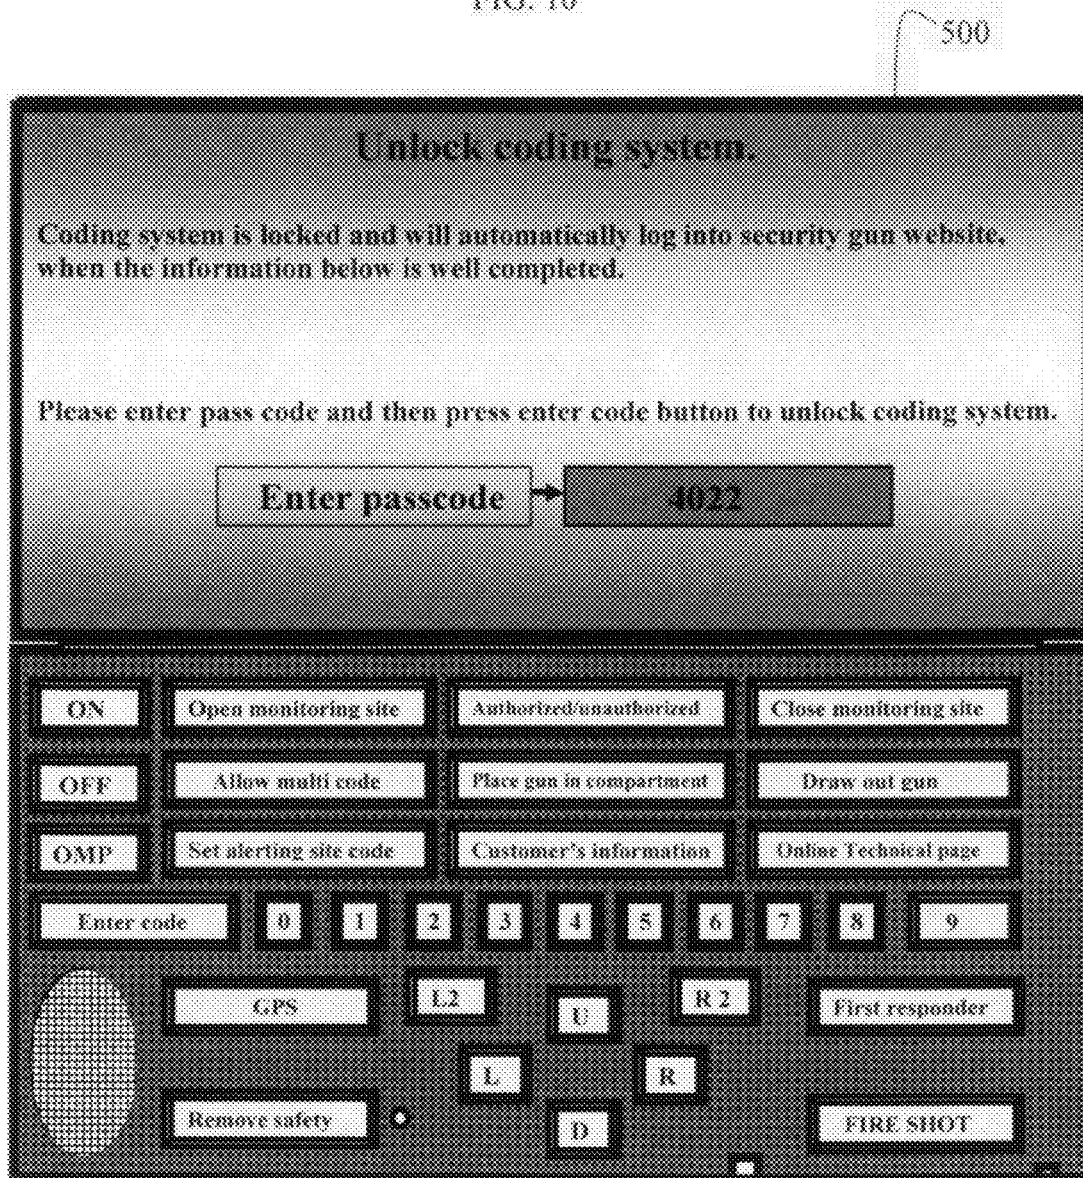 FIG. 10
500
Unlock coding system.
Coding system is locked and will automatically log into security gun website,
when the information below is well completed.
Please enter pass code and then press enter code button to unlock coding system.
Enter passcode 4022
ON Open monitoring site Authorized/unauthorized Close monitoring site
OFF Allow multi code Place gun in compartment Draw out gun
OMP Set alerting site code Customer's information Online Technical page
Enter code 0 1 2 3 4 5 6 7 8 9
GPS L2 U R 2 First responder
L R
Remove safety D FIRE SHOT